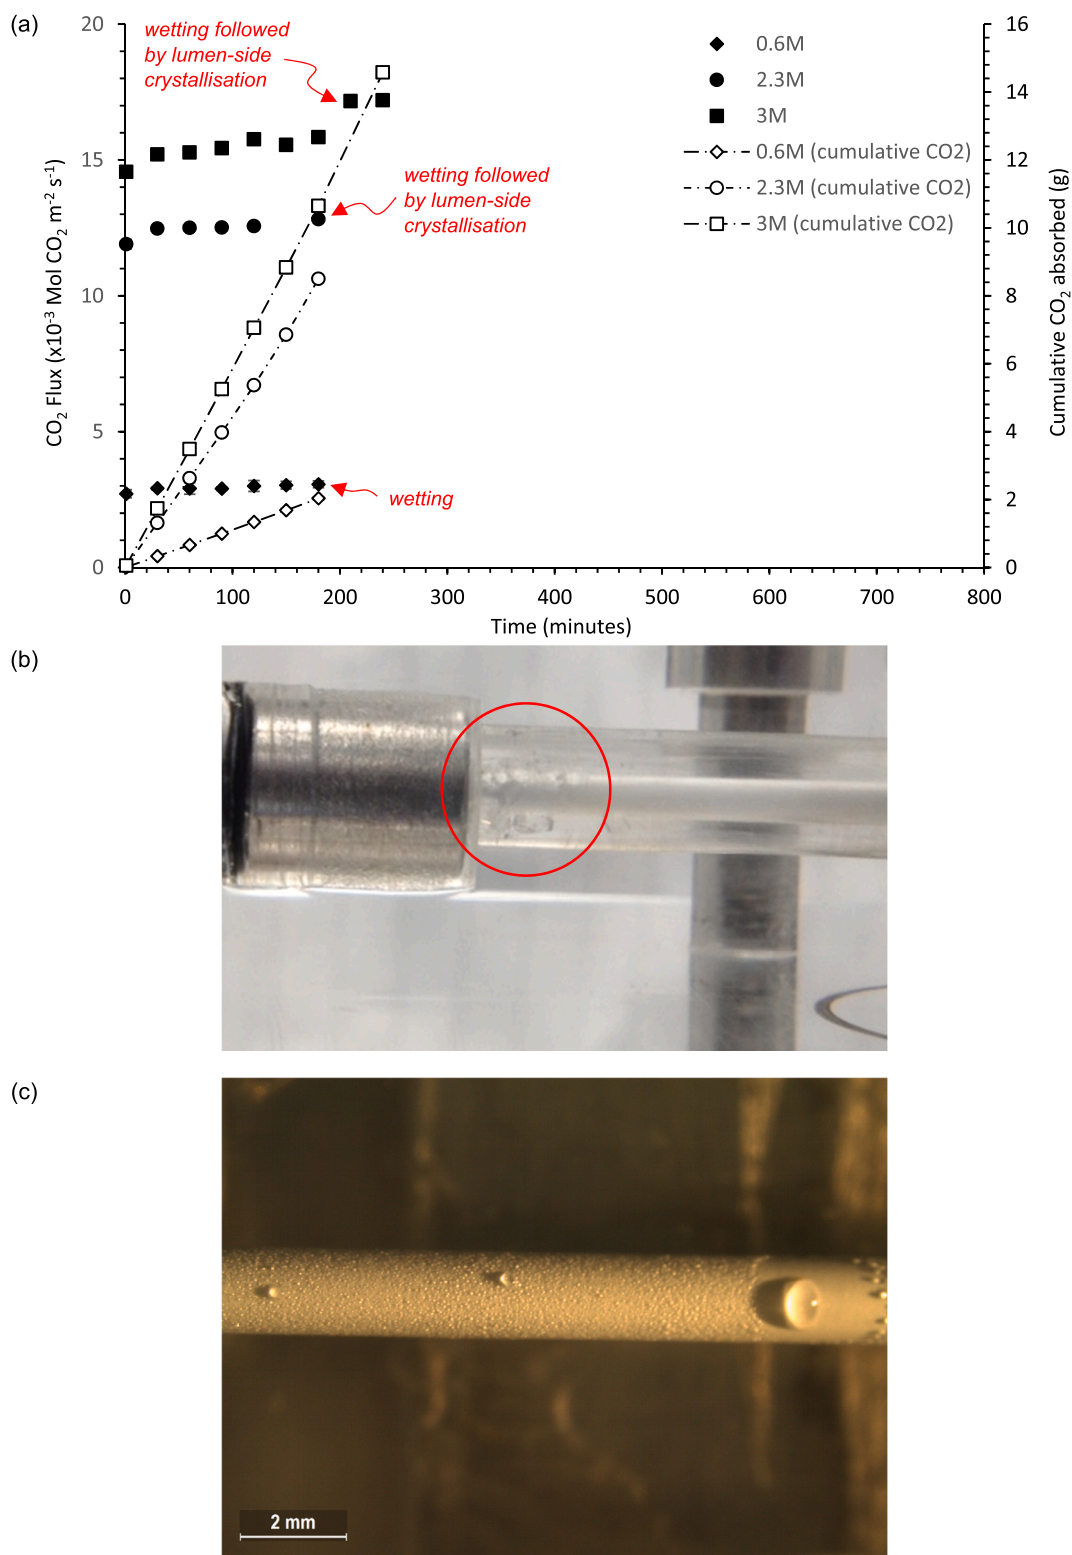 (a)
20
15
10
5
0
CO2 Flux (x10-3 Mol CO2 m-2 s-1)
wetting followed
by lumen-side
crystallisation
wetting followed
by lumen-side
crystallisation
wetting
0.6M
2.3M
3M
0.6M (cumulative CO2)
2.3M (cumulative CO2)
3M (cumulative CO2)
16
14
12
10
8
6
4
2
0
Cumulative CO2 absorbed (g)
0 100 200 300 400 500 600 700 800
Time (minutes)
(b)
(c)
2 mm